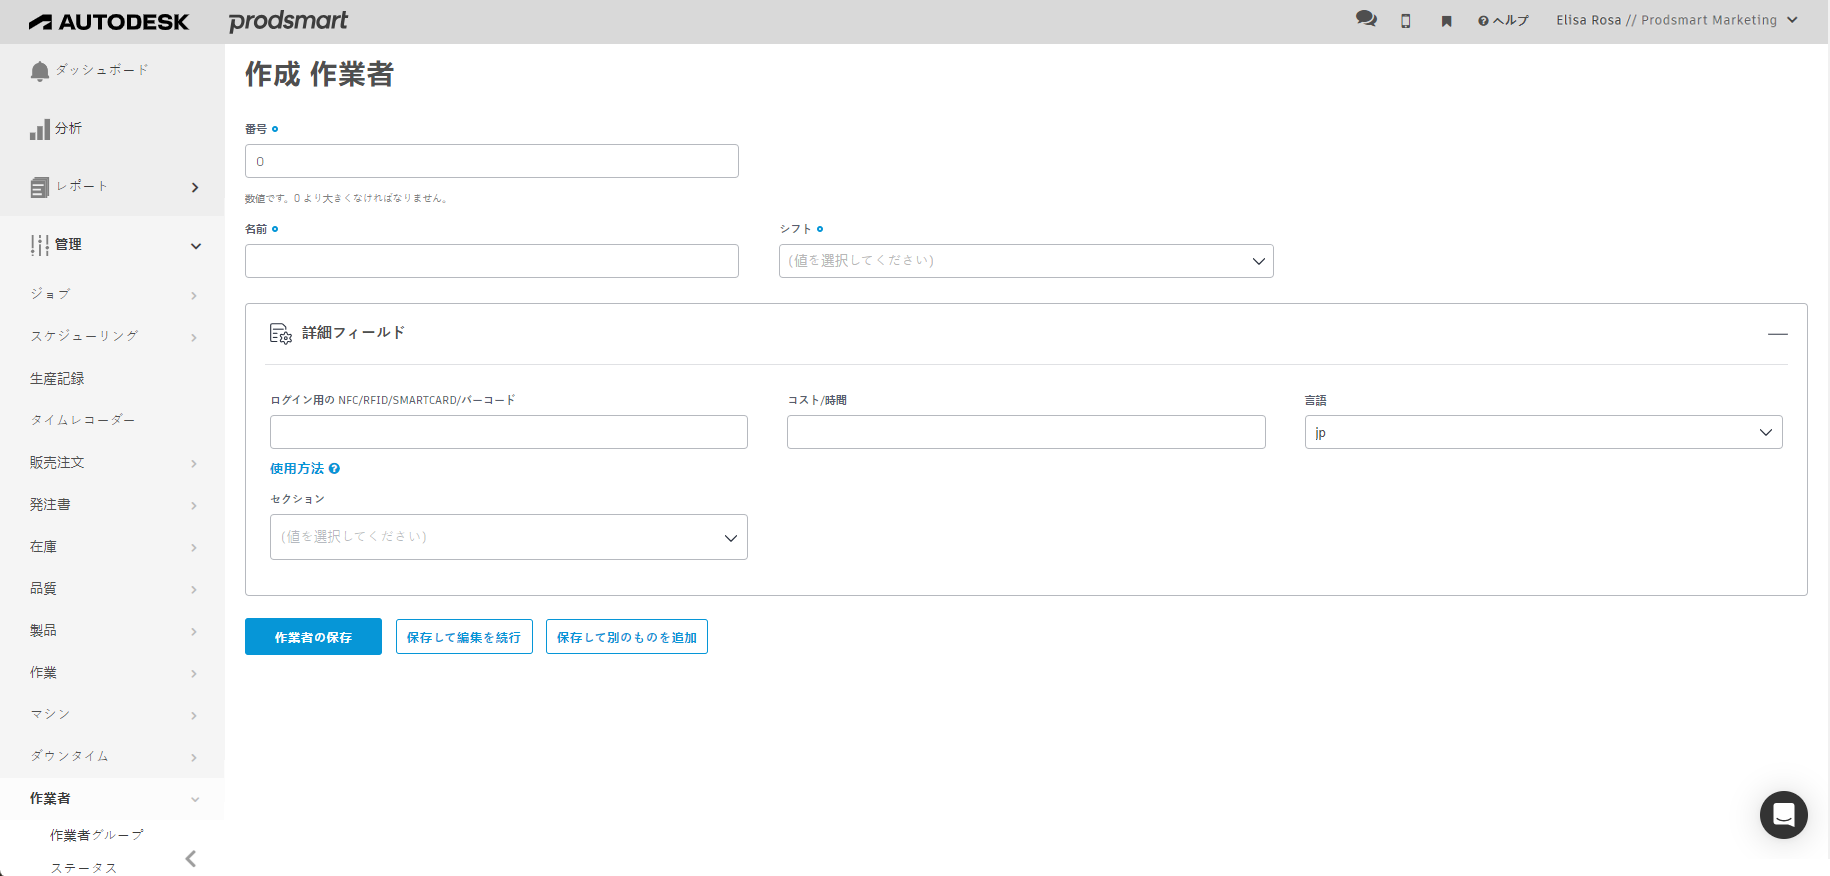 AUTODESK prodsmart
ヘルプ Elisa Rosa // Prodsmart Marketing
ダッシュボード
分析
レポート
管理
ジョブ
スケジューリング
生産記録
タイムレコーダー
販売注文
発注書
在庫
品質
製品
作業
マシン
ダウンタイム
作業者
作業者グループ
ステータス
作成 作業者
番号
0
数値です。0 より大きくなければなりません。
名前
シフト
(値を選択してください)
詳細フィールド
ログイン用の NFC/RFID/SMARTCARD/バーコード
コスト/時間
言語
jp
使用方法
セクション
(値を選択してください)
作業者の保存
保存して編集を続行
保存して別のものを追加